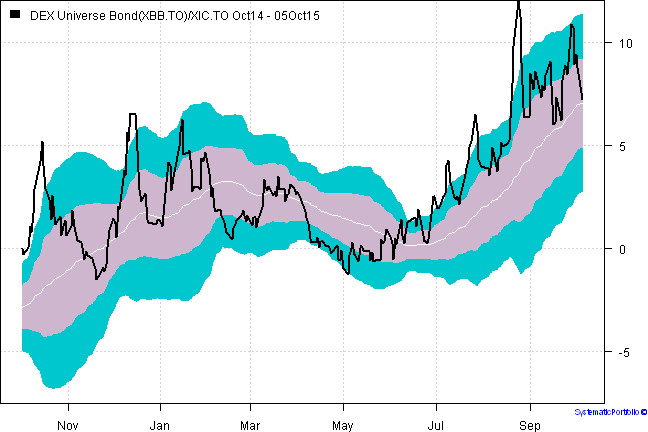 DEX Universe Bond(XBB.TO)/XIC.TO Oct14 - 05Oct15
10
5
0
-5
Nov Jan Mar May Jul Sep
SystematicPortfolio ©